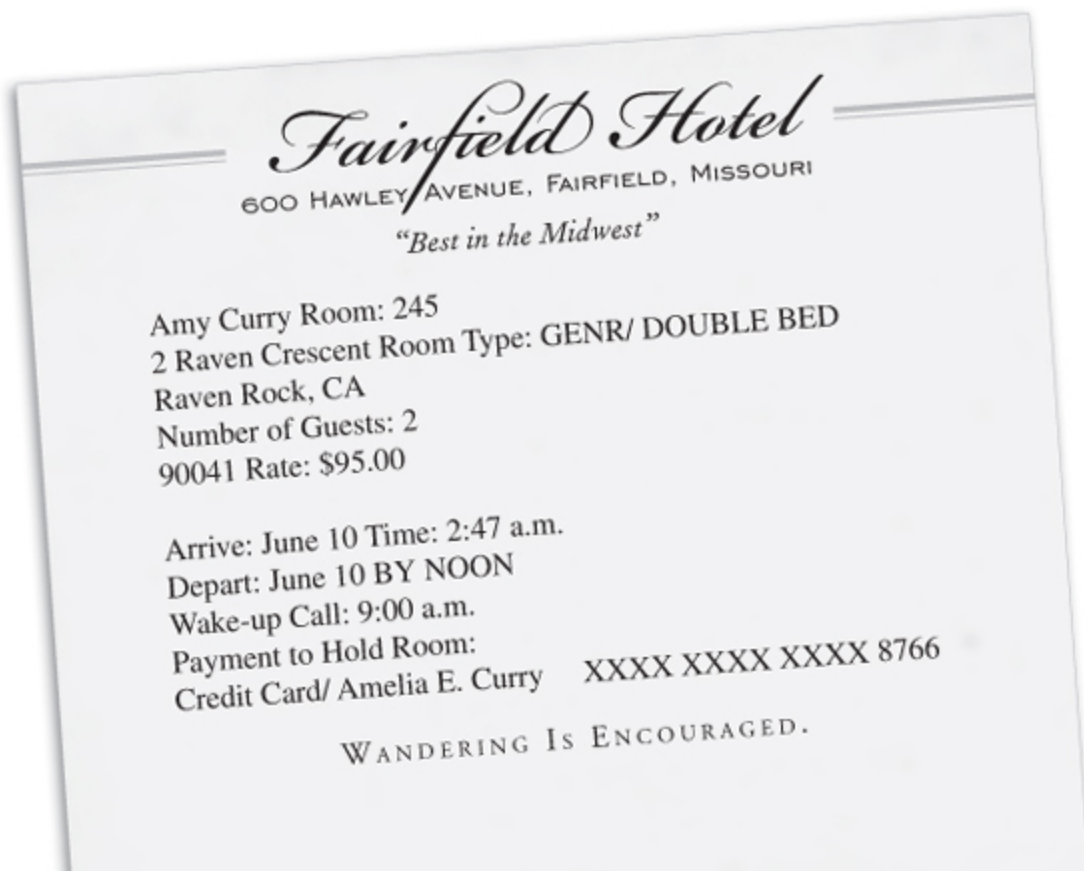 Fairfield Hotel
600 Hawley Avenue, Fairfield, Missouri
“Best in the Midwest”
Amy Curry Room: 245
2 Raven Crescent Room Type: GENR/ DOUBLE BED
Raven Rock, CA
Number of Guests: 2
90041 Rate: $95.00
Arrive: June 10 Time: 2:47 a.m.
Depart: June 10 BY NOON
Wake-up Call: 9:00 a.m.
Payment to Hold Room:
Credit Card/ Amelia E. Curry XXXX XXXX XXXX 8766
Wandering Is Encouraged.